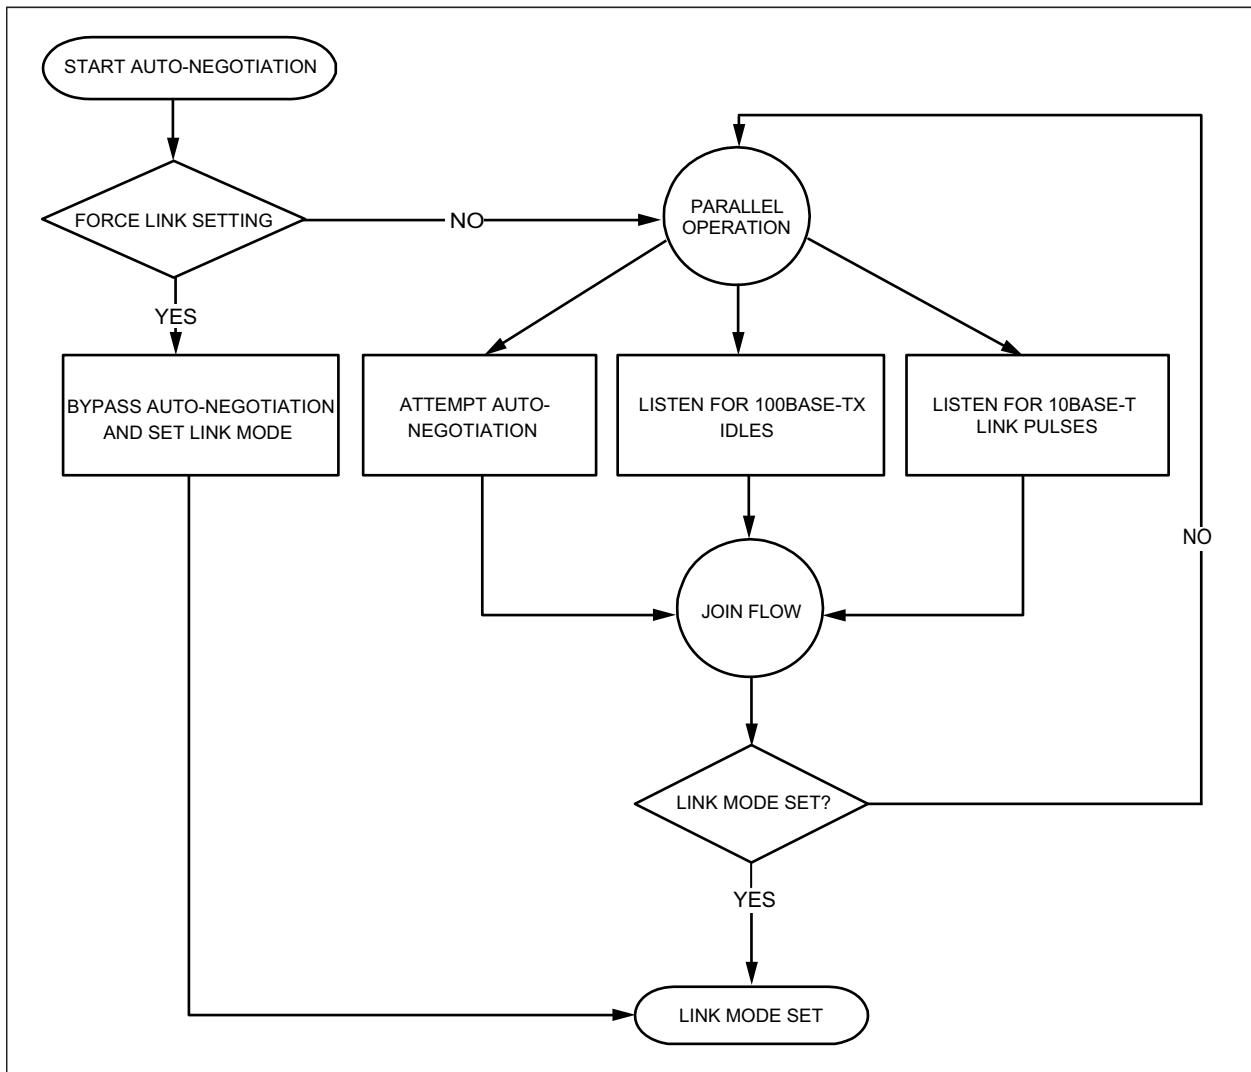 START AUTO-NEGOTIATION
FORCE LINK SETTING
NO
PARALLEL
OPERATION
YES
BYPASS AUTO-NEGOTIATION
AND SET LINK MODE
ATTEMPT AUTO-
NEGOTIATION
LISTEN FOR 100BASE-TX
IDLES
LISTEN FOR 10BASE-T
LINK PULSES
NO
JOIN FLOW
LINK MODE SET?
YES
LINK MODE SET